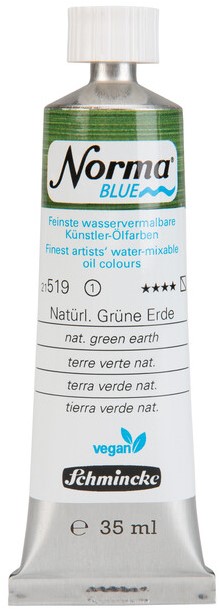 Norma®
BLUE
Feinste wasservermalbare
Künstler-Ölfarben
Finest artists' water-mixable
oil colours
21519 1 ★★★★
Natürl. Grüne Erde
nat. green earth
terre verte nat.
terra verde nat.
tierra verde nat.
vegan
Schmincke
℮ 35 ml